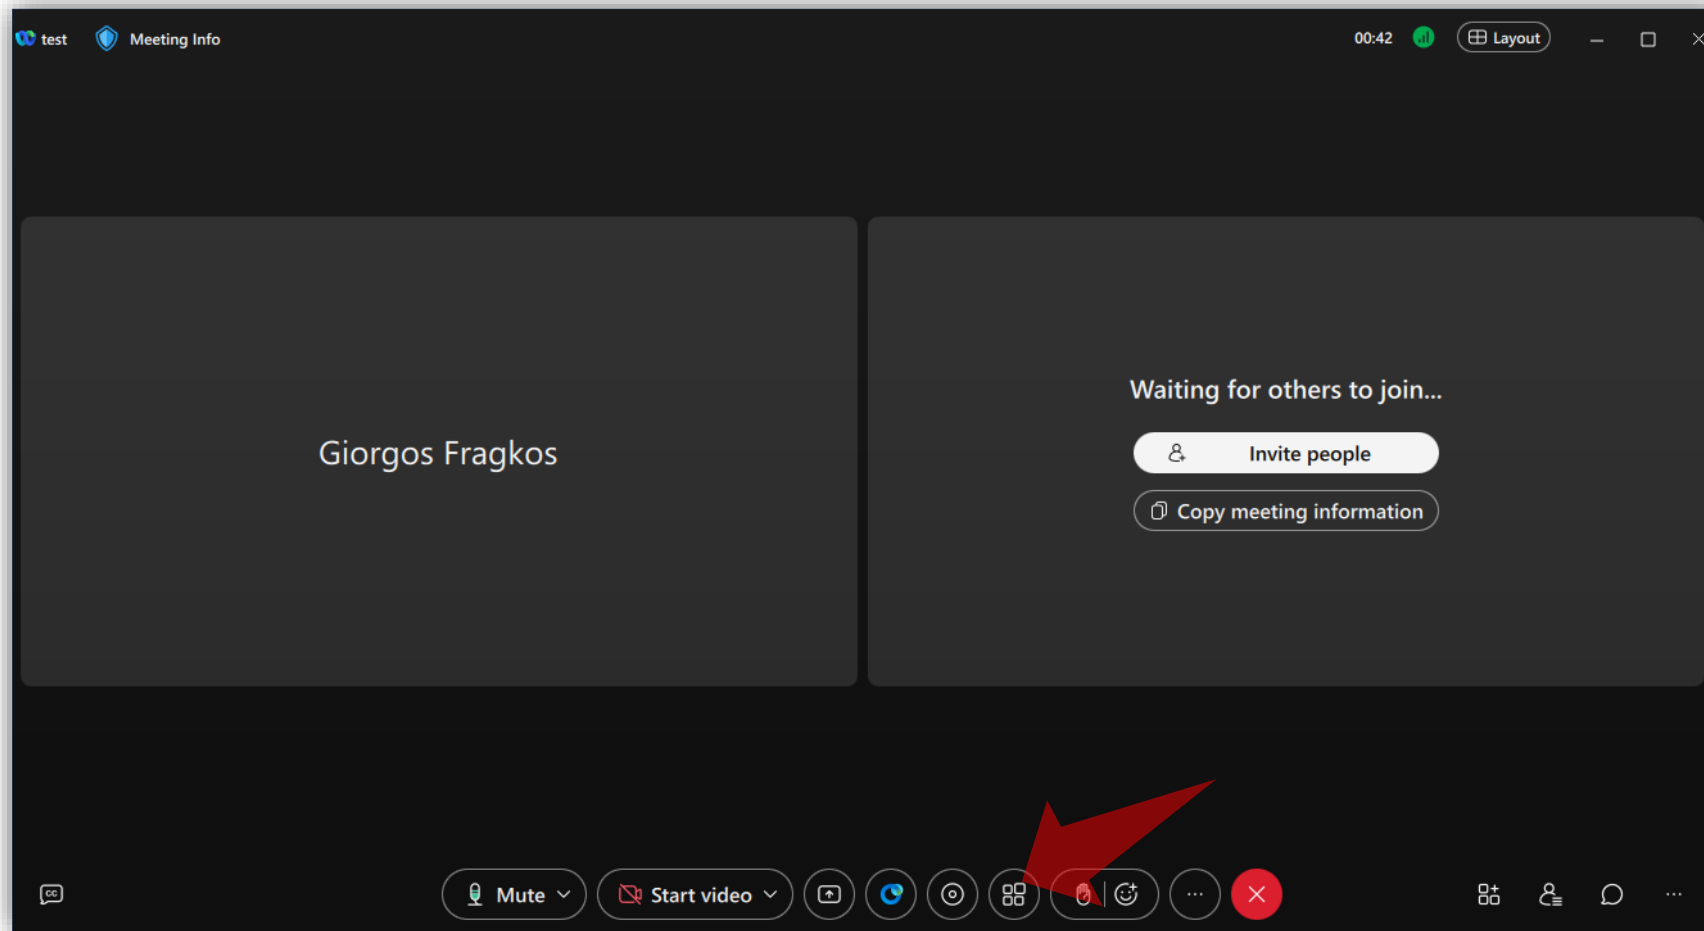 test Meeting Info 00:42 Layout
Giorgos Fragkos
Waiting for others to join...
Invite people
Copy meeting information
CC Mute Start video